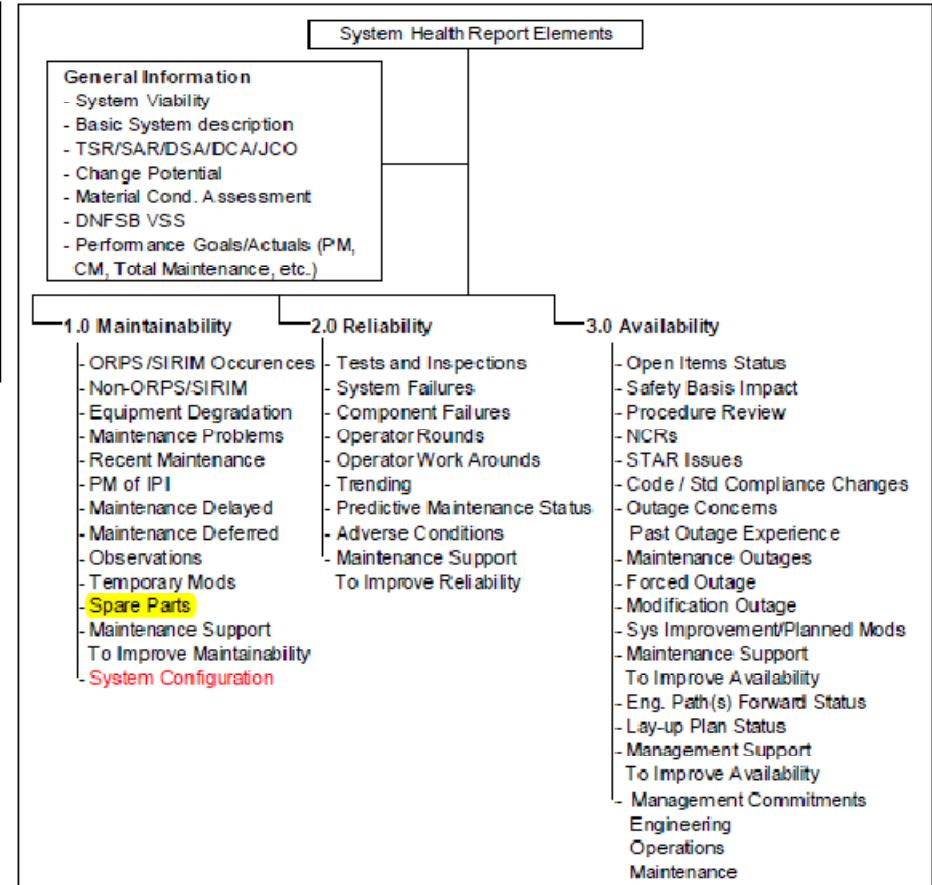 System Health Report Elements
General Information
- System Viability
- Basic System description
- TSR/SAR/DSA/DCA/JCO
- Change Potential
- Material Cond. Assessment
- DNFSB VSS
- Performance Goals/Actuals (PM,
CM, Total Maintenance, etc.)
1.0 Maintainability
- ORPS/SIRIM Occurences
- Non-ORPS/SIRIM
- Equipment Degradation
- Maintenance Problems
- Recent Maintenance
- PM of IPI
- Maintenance Delayed
- Maintenance Deferred
- Observations
- Temporary Mods
- Spare Parts
- Maintenance Support
To Improve Maintainability
- System Configuration
2.0 Reliability
- Tests and Inspections
- System Failures
- Component Failures
- Operator Rounds
- Operator Work Arounds
- Trending
- Predictive Maintenance Status
- Adverse Conditions
- Maintenance Support
To Improve Reliability
3.0 Availability
- Open Items Status
- Safety Basis Impact
- Procedure Review
- NCRs
- STAR Issues
- Code / Std Compliance Changes
- Outage Concerns
Past Outage Experience
- Maintenance Outages
- Forced Outage
- Modification Outage
- Sys Improvement/Planned Mods
- Maintenance Support
To Improve Availability
- Eng. Path(s) Forward Status
- Lay-up Plan Status
- Management Support
To Improve Availability
- Management Commitments
Engineering
Operations
Maintenance